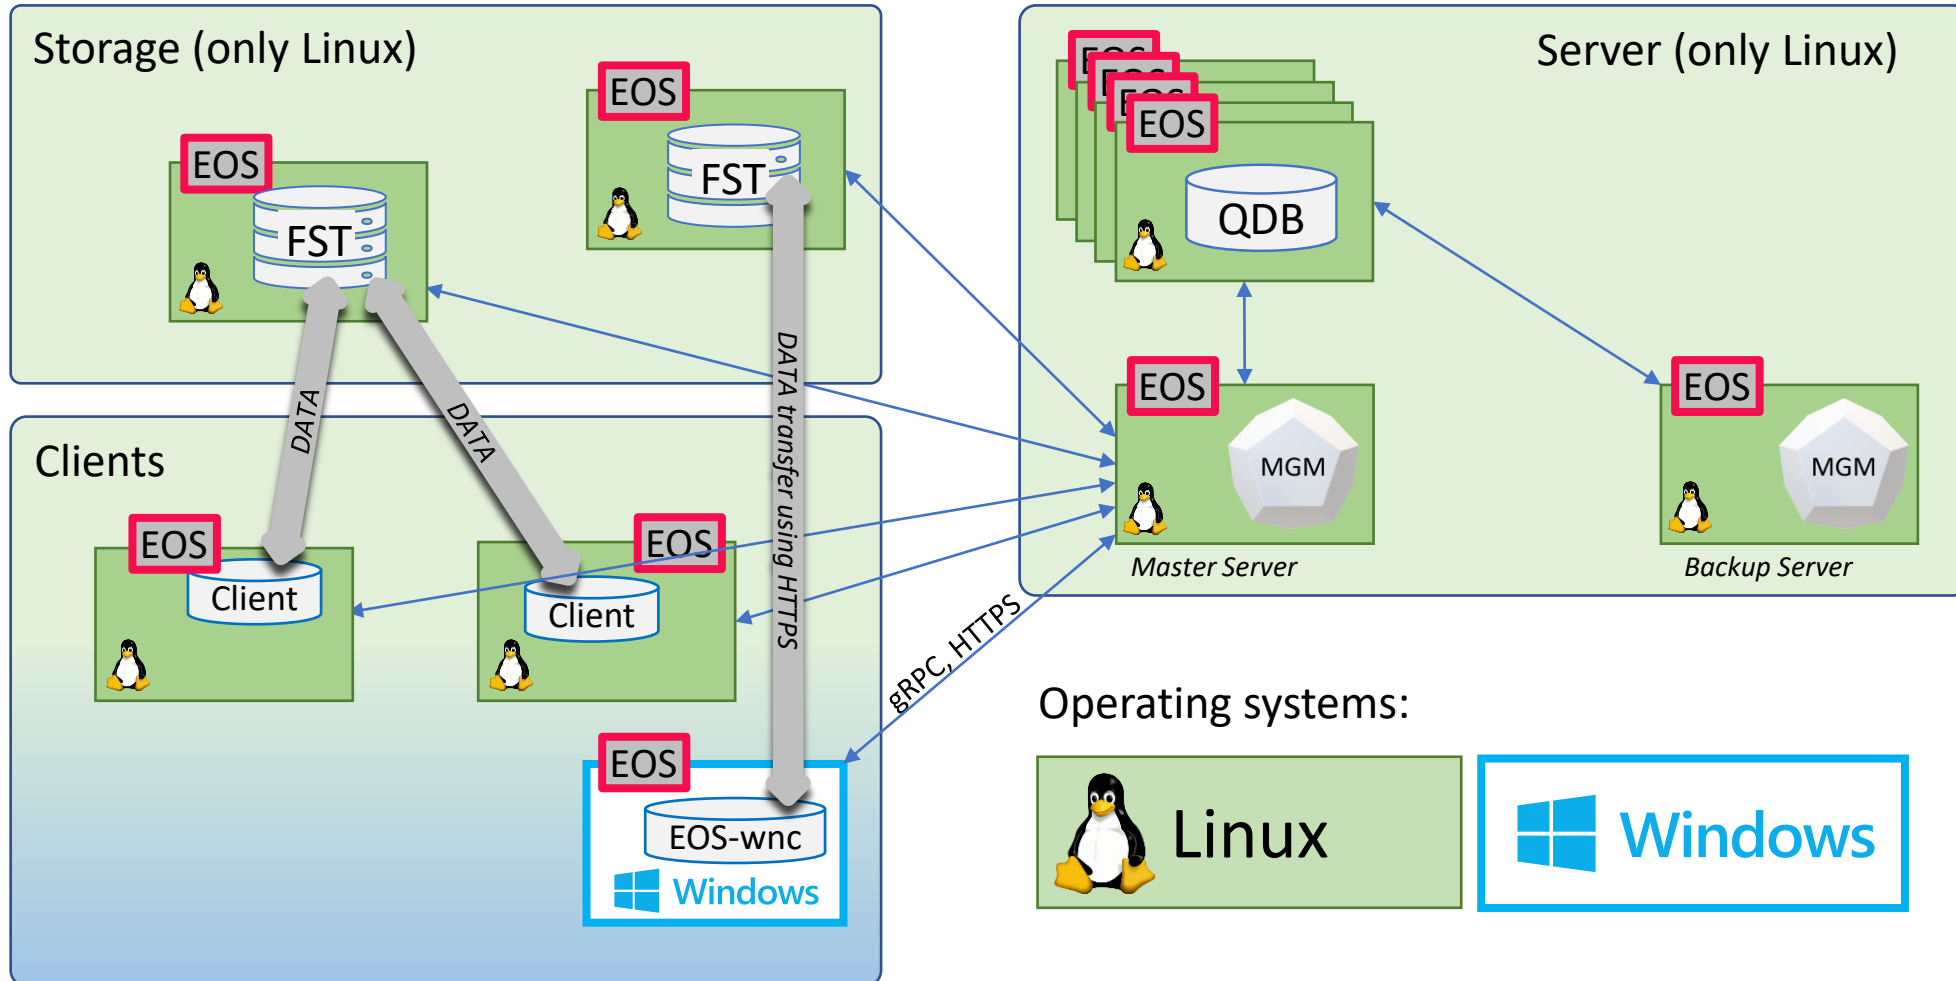 Storage (only Linux)
EOS
FST
EOS
FST
Server (only Linux)
EOS
EOS
EOS
EOS
QDB
EOS
MGM
Master Server
EOS
MGM
Backup Server
DATA
DATA
DATA transfer using HTTPS
gRPC, HTTPS
Clients
EOS
Client
EOS
Client
EOS
EOS-wnc
Windows
Operating systems:
Linux
Windows